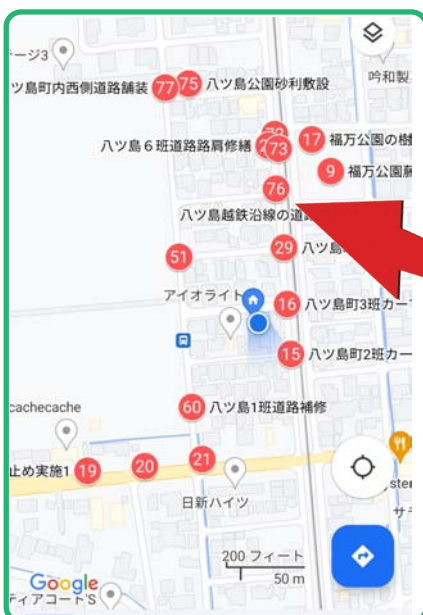 ージ3
吟和製
ツ島町内西側道路舗装
77
75
八ツ島公園砂利敷設
八ツ島6班道路路肩修繕
73
17
福万公園の樹
9
福万公園藤
76
八ツ島越鉄沿線の道
29
八ツ島
51
アイオライト
16
八ツ島町3班カー
15
八ツ島町2班カー
cachecache
60
八ツ島1班道路補修
止め実施1
19
20
21
日新ハイツ
200 フィート
50 m
Google
ティアコートS
サ